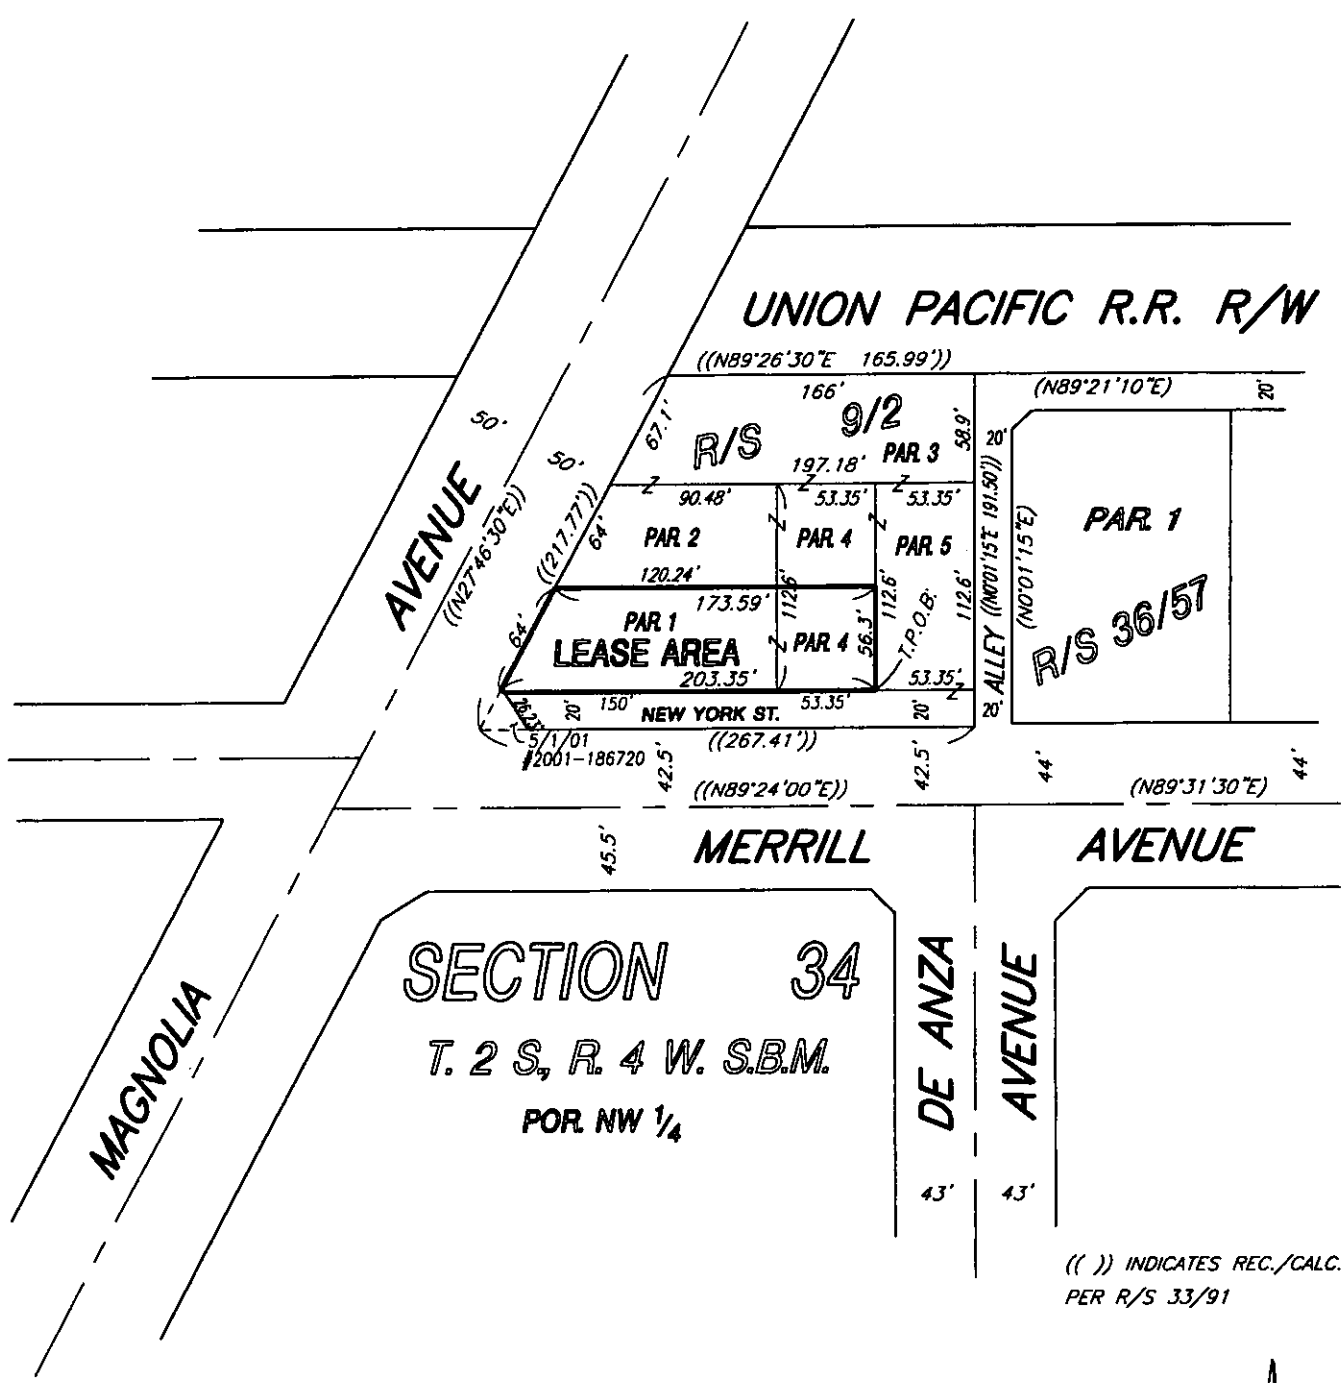 UNION PACIFIC R.R. R/W
((N89°26'30"E 165.99'))
(N89°21'10"E)
20'
166'
R/S 9/2
67.1'
58.9'
20'
50'
50'
197.18'
PAR. 3
90.48'
53.35'
53.35'
AVENUE
((N27°46'30"E))
((217.77'))
64'
PAR. 2
PAR. 4
PAR. 5
PAR. 1
ALLEY ((N0°01'15"E 191.50'))
(N0°01'15"E)
120.24'
112.6'
112.6'
112.6'
173.59'
R/S 36/57
64'
PAR. 1
LEASE AREA
PAR. 4
56.3'
T.P.O.B.
203.35'
53.35'
26.23'
20'
150'
NEW YORK ST.
53.35'
20'
20'
5/1/01
#2001-186720
((267.41'))
42.5'
42.5'
44'
44'
((N89°24'00"E))
(N89°31'30"E)
45.5'
MERRILL AVENUE
SECTION 34
T. 2 S., R. 4 W. S.B.M.
POR. NW 1/4
MAGNOLIA
DE ANZA
AVENUE
43'
43'
(( )) INDICATES REC./CALC.
PER R/S 33/91